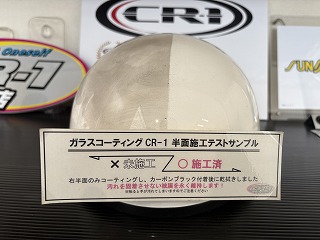 Oneself
R-1
CR-1
SUNS
ガラスコーティング CR-1 半面施工テストサンプル
× 未施工 / ○ 施工済
右半面のみコーティングし、カーボンブラック付着後に乾拭きしました
汚れを固着させない被膜を永く維持します！